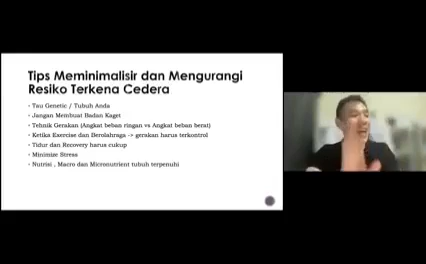 Tips Meminimalisir dan Mengurangi
Resiko Terkena Cedera
Tau Genetic / Tubuh Anda
Jangan Membuat Badan Kaget
Tehnik Gerakan (Angkat beban ringan vs Angkat beban berat)
Ketika Exercise dan Berolahraga -> gerakan harus terkontrol
Tidur dan Recovery harus cukup
Minimize Stress
Nutrisi , Macro dan Micronutrient tubuh terpenuhi